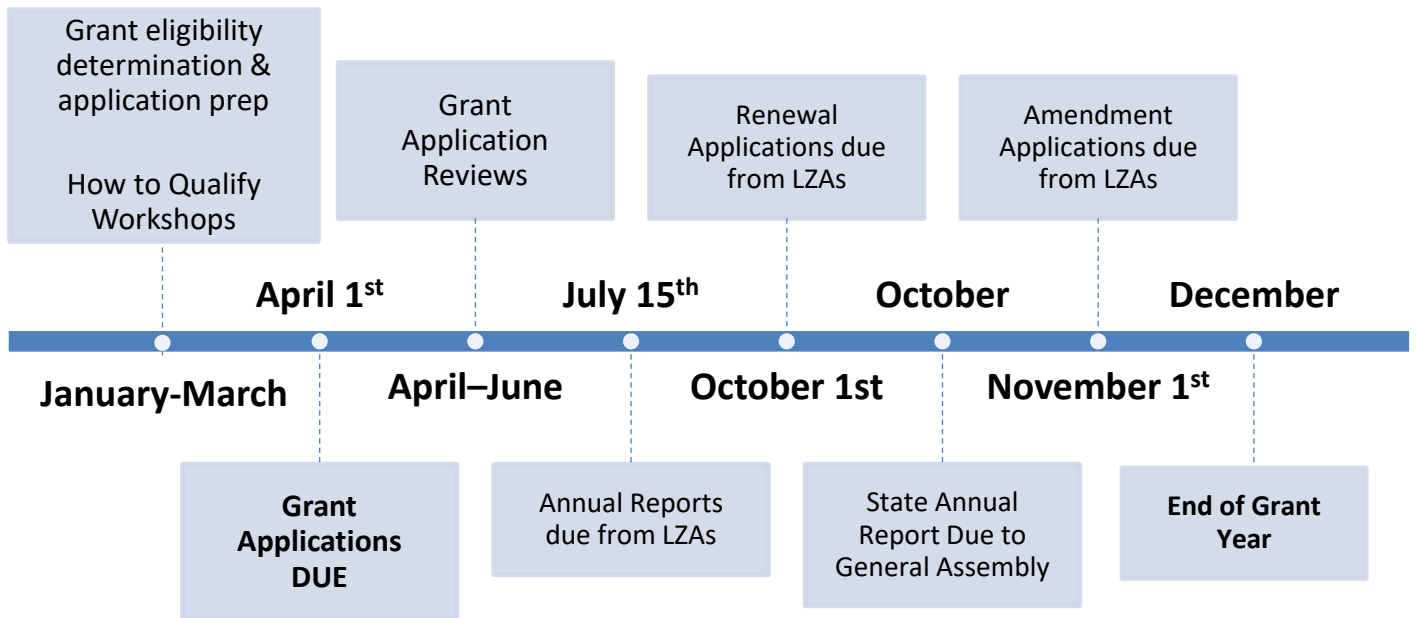 Grant eligibility
determination &
application prep
How to Qualify
Workshops
Grant
Application
Reviews
Renewal
Applications due
from LZAs
Amendment
Applications due
from LZAs
April 1st
July 15th
October
December
January-March
April–June
October 1st
November 1st
Grant
Applications
DUE
Annual Reports
due from LZAs
State Annual
Report Due to
General Assembly
End of Grant
Year